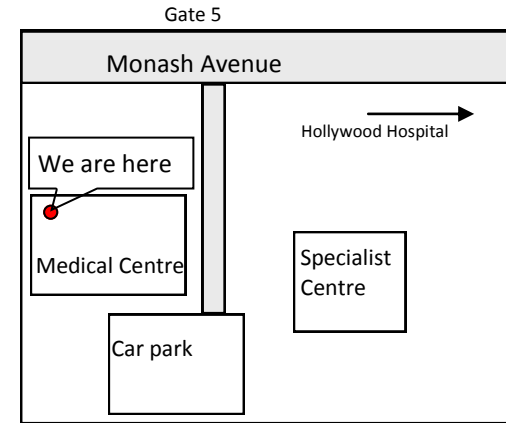 Gate 5
Monash Avenue
Hollywood Hospital
We are here
Medical Centre
Specialist
Centre
Car park